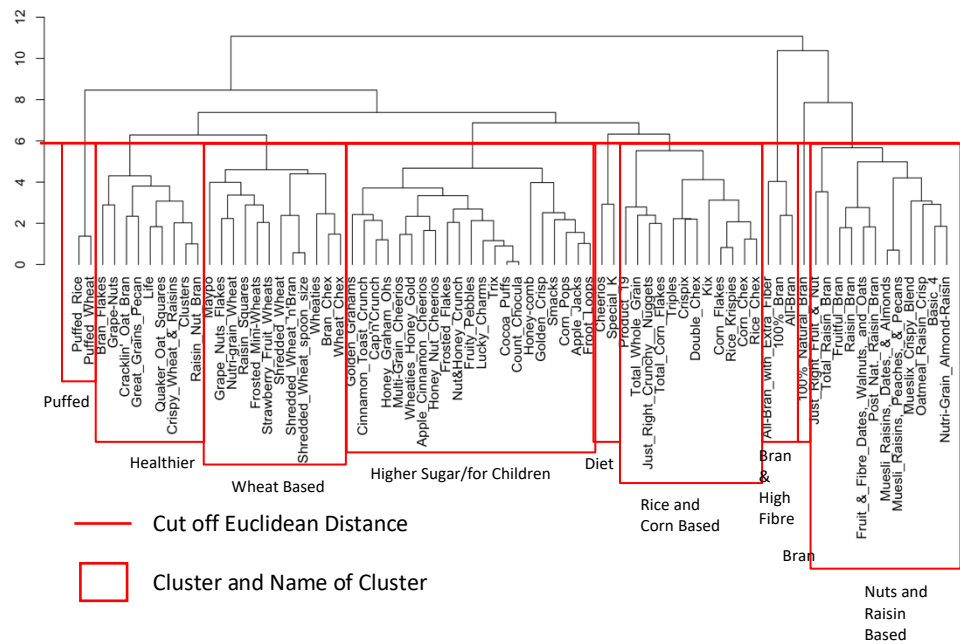 12
10
8
6
4
2
0
Puffed_Rice
Puffed_Wheat
Bran_Flakes
Grape-Nuts
Cracklin'_Oat_Bran
Great_Grains_Pecan
Life
Quaker_Oat_Squares
Crispy_Wheat_&_Raisins
Clusters
Raisin_Nut_Bran
Maypo
Grape_Nuts_Flakes
Nutri-grain_Wheat
Raisin_Squares
Frosted_Mini-Wheats
Strawberry_Fruit_Wheats
Shredded_Wheat
Shredded_Wheat_'n'Bran
Shredded_Wheat_spoon_size
Wheaties
Bran_Chex
Wheat_Chex
Golden_Grahams
Cinnamon_Toast_Crunch
Cap'n'Crunch
Honey_Graham_Ohs
Multi-Grain_Cheerios
Wheaties_Honey_Gold
Apple_Cinnamon_Cheerios
Honey_Nut_Cheerios
Frosted_Flakes
Nut&Honey_Crunch
Fruity_Pebbles
Lucky_Charms
Trix
Cocoa_Puffs
Count_Chocula
Honey-comb
Golden_Crisp
Smacks
Corn_Pops
Apple_Jacks
Froot_Loops
Cheerios
Special_K
Product_19
Total_Whole_Grain
Just_Right_Crunchy__Nuggets
Total_Corn_Flakes
Triples
Crispix
Double_Chex
Kix
Corn_Flakes
Rice_Krispies
Corn_Chex
Rice_Chex
All-Bran_with_Extra_Fiber
100%_Bran
All-Bran
100%_Natural_Bran
Just_Right_Fruit_&_Nut
Total_Raisin_Bran
Fruitful_Bran
Raisin_Bran
Fruit_&_Fibre_Dates,_Walnuts,_and_Oats
Post_Nat._Raisin_Bran
Muesli_Raisins,_Dates,_&_Almonds
Muesli_Raisins,_Peaches,_&_Pecans
Mueslix_Crispy_Blend
Oatmeal_Raisin_Crisp
Basic_4
Nutri-Grain_Almond-Raisin
Puffed
Healthier
Wheat Based
Higher Sugar/for Children
Diet
Rice and
Corn Based
Bran
&
High
Fibre
Bran
Nuts and
Raisin
Based
Cut off Euclidean Distance
Cluster and Name of Cluster